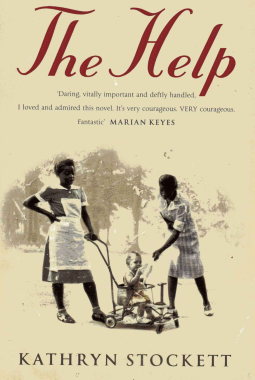 The Help
'Daring, vitally important and deftly handled.
I loved and admired this novel. It's very courageous. VERY courageous.
Fantastic' MARIAN KEYES
KATHRYN STOCKETT